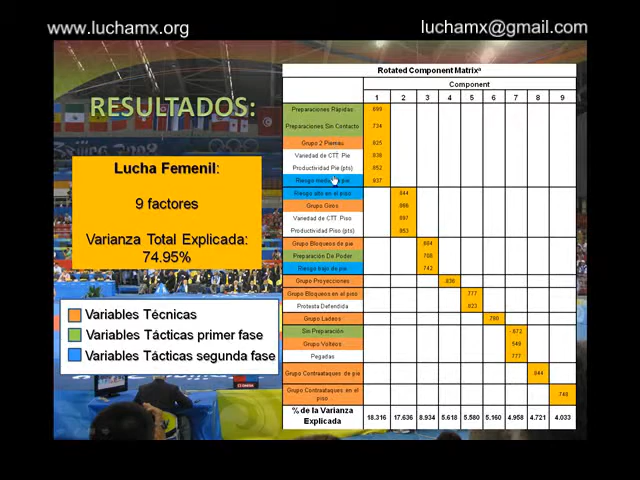 www.luchamx.org
luchamx@gmail.com
RESULTADOS:
Lucha Femenil:
9 factores
Varianza Total Explicada:
74.95%
Variables Técnicas
Variables Tácticas primer fase
Variables Tácticas segunda fase
Rotated Component Matrixᵃ
Component
1 2 3 4 5 6 7 8 9
Preparaciones Rápidas .699
Preparaciones Sin Contacto .734
Grupo 2 Piernas .825
Variedad de CTT Pie .838
Productividad Pie (pts) .852
Riesgo pie .837
Riesgo alto en el piso .844
Grupo Giros
Variedad de CTT Piso .897
Productividad Piso (pts) .953
Grupo Bloqueos de pie .804
Preparación De Poder .708
Riesgo bajo de pie .742
Grupo Proyecciones .836
Grupo Bloqueos en el piso .777
Protesta Defendida .822
Grupo Ladeos .790
Sin Preparación .672
Grupo Volteos .549
Pegadas .777
Grupo Contraataques de pie .844
Grupo Contraataques en el
piso .748
% de la Varianza
Explicada 18.316 17.636 8.934 5.618 5.580 5.160 4.958 4.721 4.033